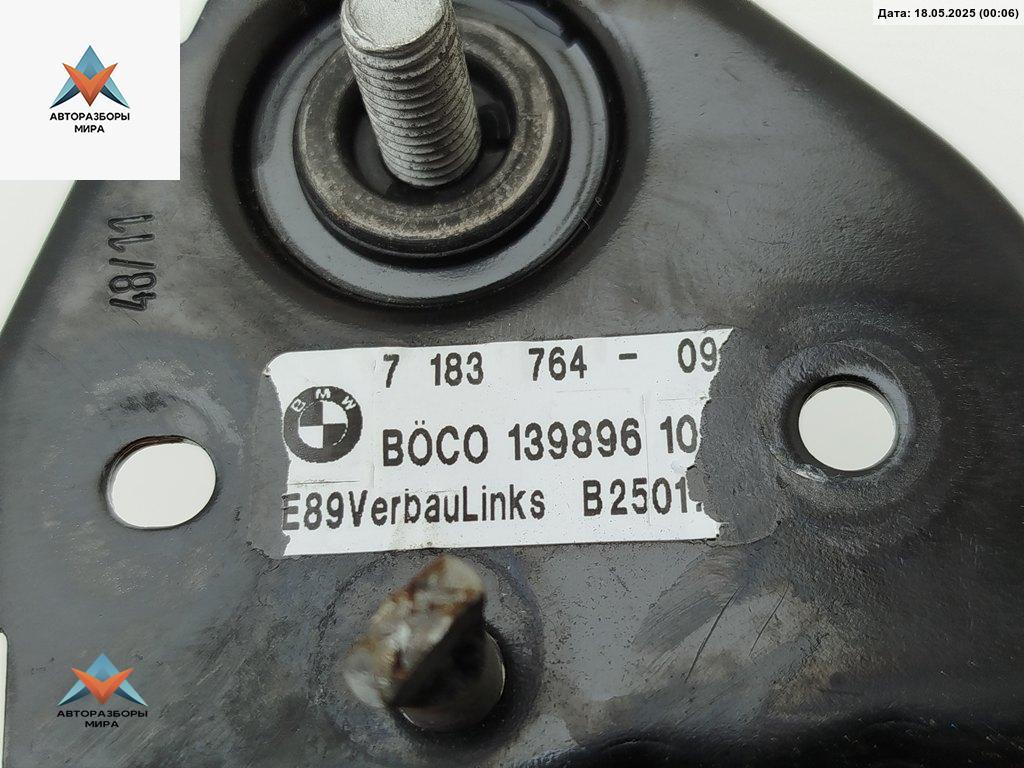 Дата: 18.05.2025 (00:06)
АВТОРАЗБОРЫ
МИРА
48/11
7 183 764 - 09
BMW
BÖCO 139896 10
E89VerbauLinks B2501
АВТОРАЗБОРЫ
МИРА